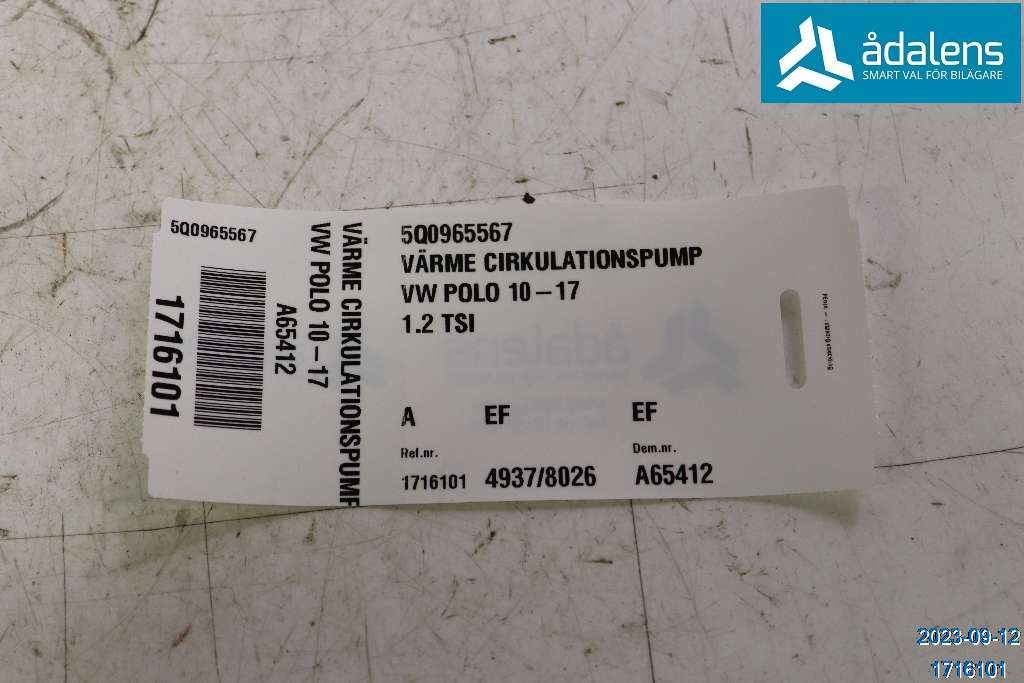 ådalens
SMART VAL FÖR BILÄGARE
5Q0965567
1716101
A65412
VW POLO 10-17
VÄRME CIRKULATIONSPUMP
5Q0965567
VÄRME CIRKULATIONSPUMP
VW POLO 10-17
1.2 TSI
A EF EF
Ref.nr. Dem.nr.
1716101 4937/8026 A65412
ådalens
2023-09-12
1716101